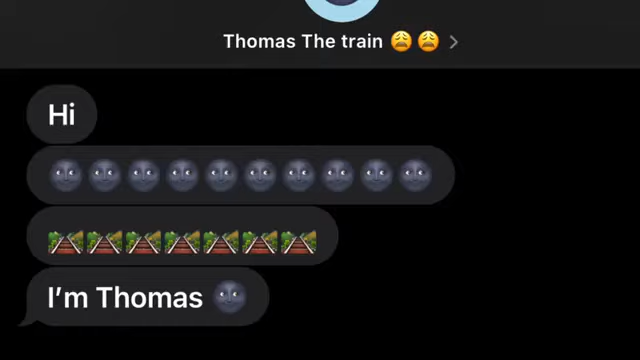 Thomas The train 😩😩
Hi
🌚🌚🌚🌚🌚🌚🌚🌚🌚🌚
🛤️🛤️🛤️🛤️🛤️🛤️🛤️
I'm Thomas 🌚